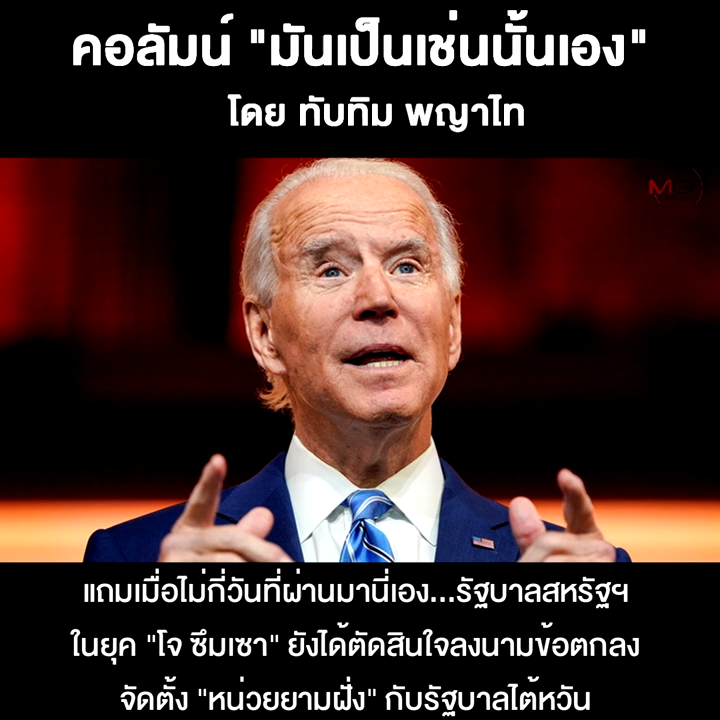 คอลัมน์ "มันเป็นเช่นนั้นเอง"
โดย ทับทิม พญาไท
แถมเมื่อไม่กี่วันที่ผ่านมานี่เอง...รัฐบาลสหรัฐฯ
ในยุค "โจ ซึมเซา" ยังได้ตัดสินใจลงนามข้อตกลง
จัดตั้ง "หน่วยยามฝั่ง" กับรัฐบาลไต้หวัน